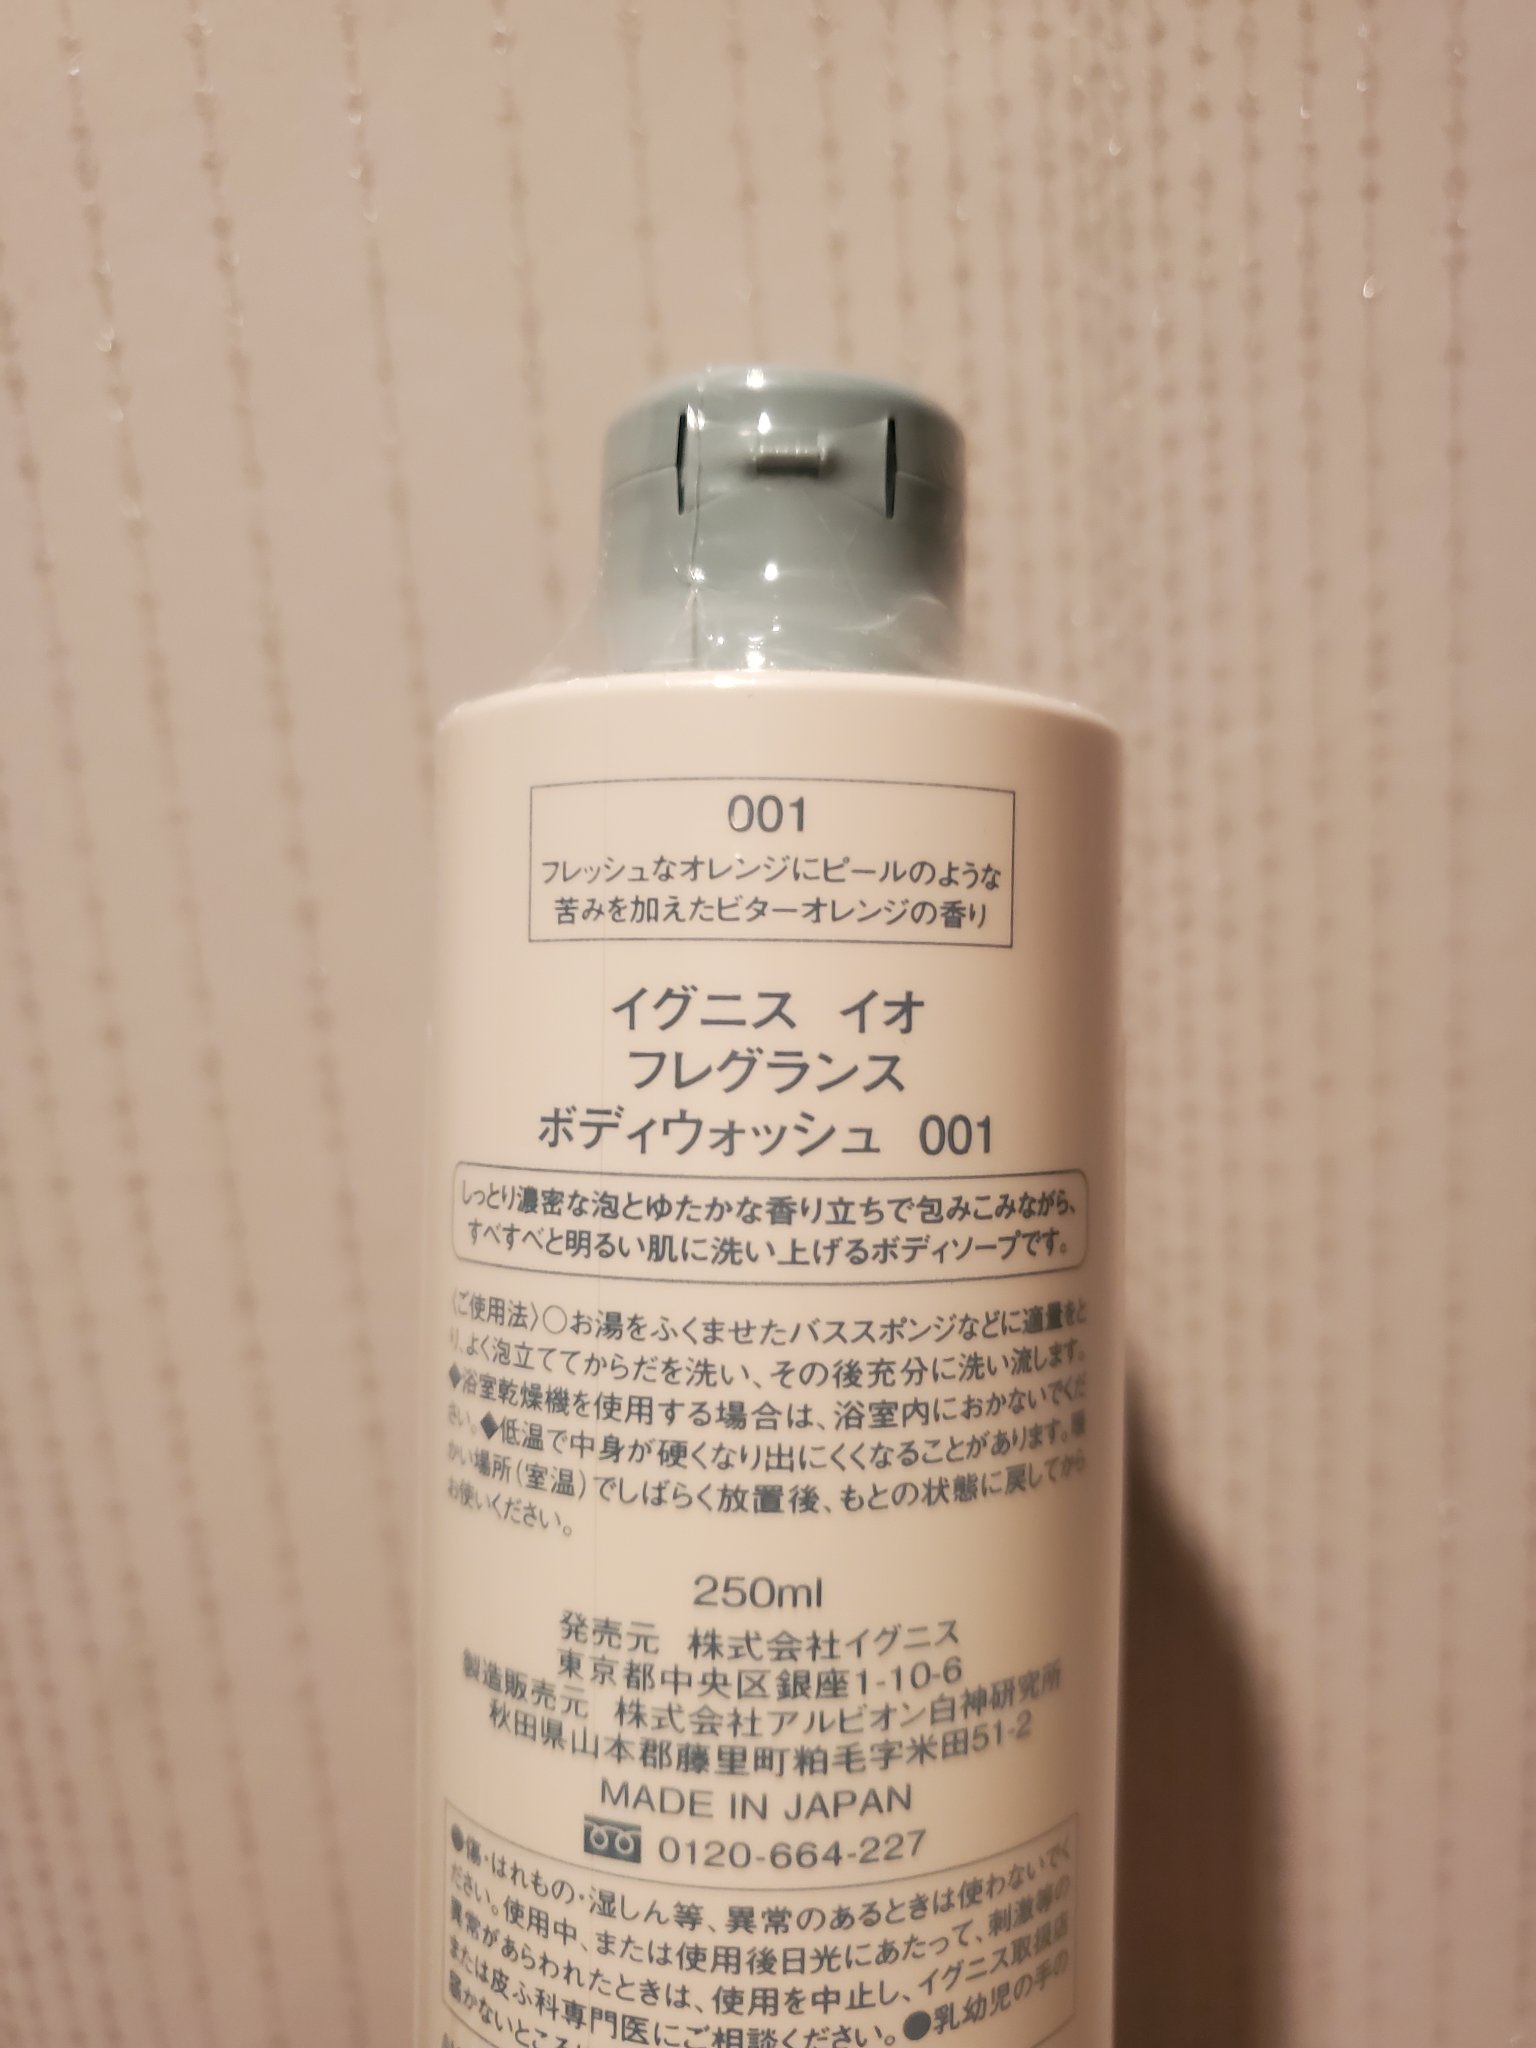 001
フレッシュなオレンジにピールのような
苦みを加えたビターオレンジの香り
イグニス イオ
フレグランス
ボディウォッシュ 001
しっとり濃密な泡とゆたかな香り立ちで包みこみながら、
すべすべと明るい肌に洗い上げるボディソープです。
〈ご使用法〉○お湯をふくませたバススポンジなどに適量をと
り、よく泡立ててからだを洗い、その後充分に洗い流します。
◆浴室乾燥機を使用する場合は、浴室内におかないでくだ
さい。◆低温で中身が硬くなり出にくくなることがあります。暖
かい場所(室温)でしばらく放置後、もとの状態に戻してから
お使いください。
250ml
発売元 株式会社イグニス
東京都中央区銀座1-10-6
製造販売元 株式会社アルビオン白神研究所
秋田県山本郡藤里町粕毛字米田51-2
MADE IN JAPAN
0120-664-227
●傷・はれもの・湿しん等、異常のあるときは使わないでく
ださい。使用中、または使用後日光にあたって、刺激等の
異常があらわれたときは、使用を中止し、イグニス取扱店
または皮ふ科専門医にご相談ください。●乳幼児の手の
届かないところに